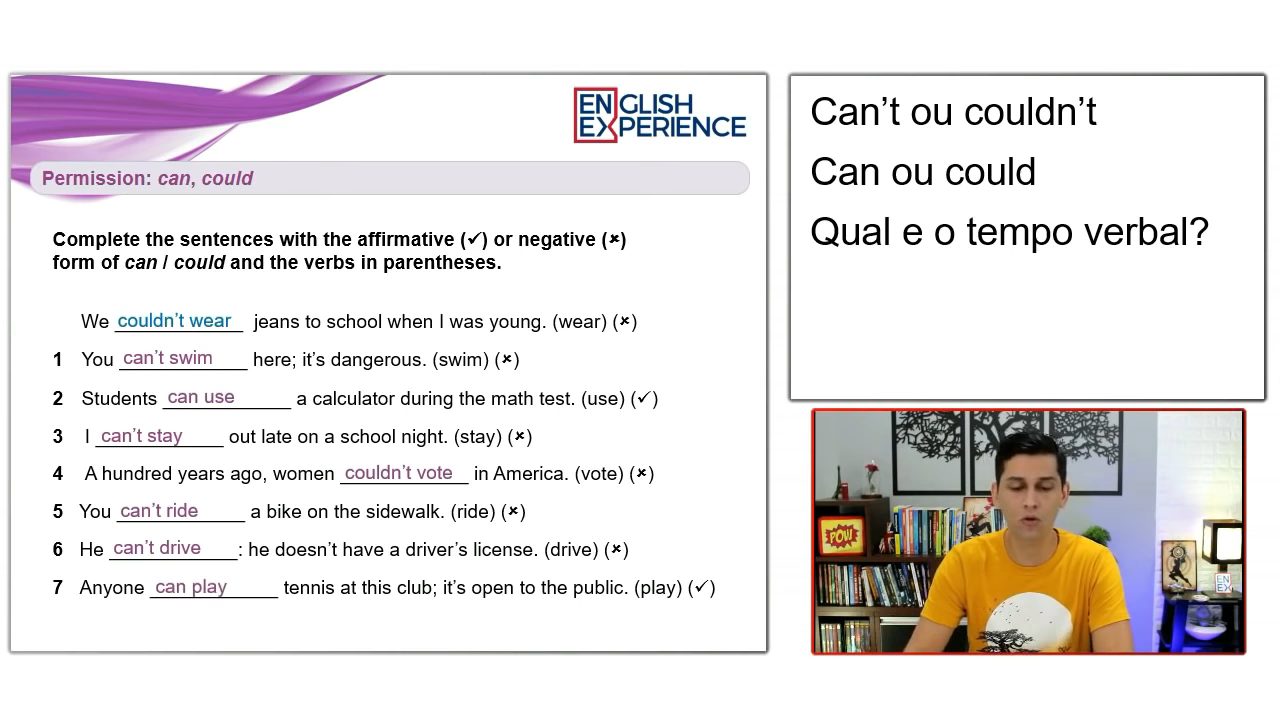 ENGLISH
EXPERIENCE
Permission: can, could
Complete the sentences with the affirmative (✓) or negative (×)
form of can / could and the verbs in parentheses.
We couldn’t wear jeans to school when I was young. (wear) (×)
1 You can’t swim here; it’s dangerous. (swim) (×)
2 Students can use a calculator during the math test. (use) (✓)
3 I can’t stay out late on a school night. (stay) (×)
4 A hundred years ago, women couldn’t vote in America. (vote) (×)
5 You can’t ride a bike on the sidewalk. (ride) (×)
6 He can’t drive: he doesn’t have a driver’s license. (drive) (×)
7 Anyone can play tennis at this club; it’s open to the public. (play) (✓)
Can’t ou couldn’t
Can ou could
Qual e o tempo verbal?
POW
EN
EX